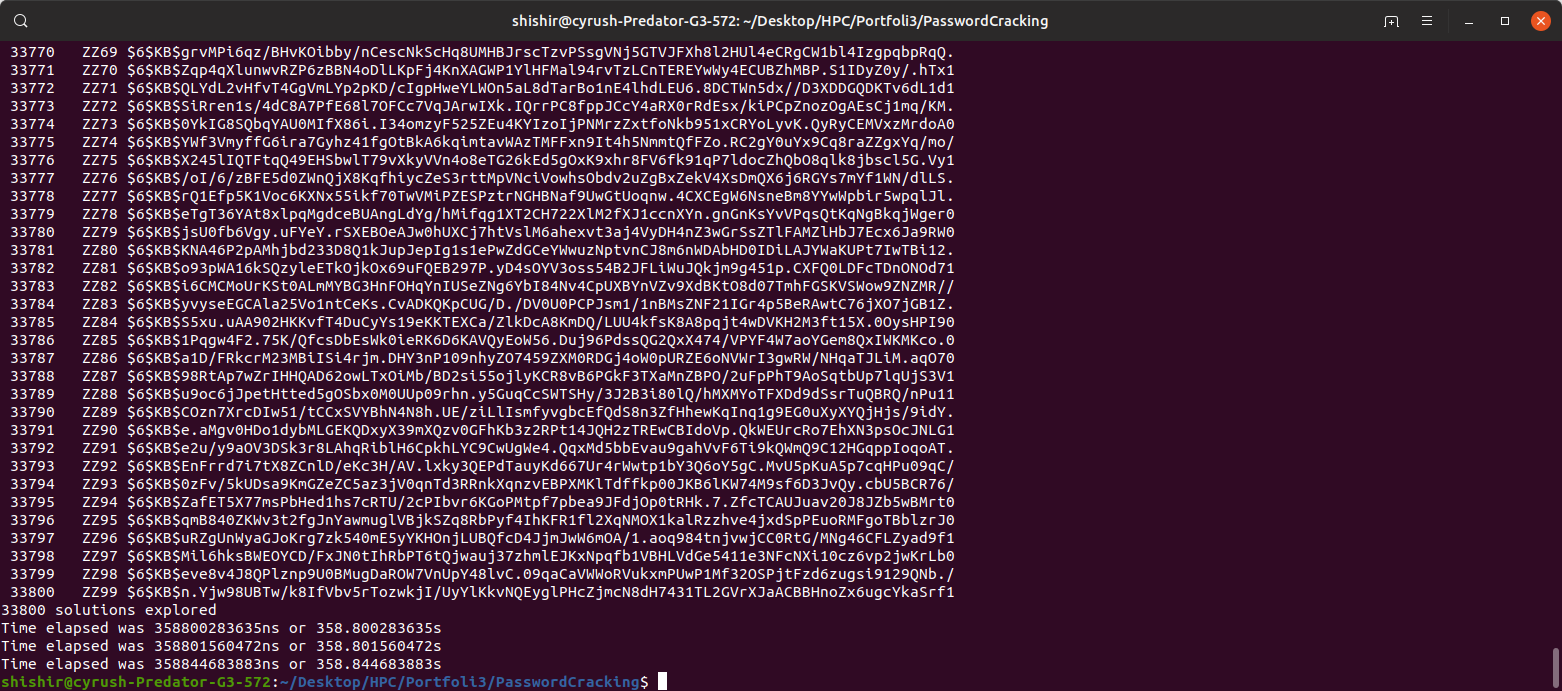 shishir@cyrush-Predator-G3-572: ~/Desktop/HPC/Portfoli3/PasswordCracking
33770 ZZ69 $6$KB$grvMPi6qz/BHvKOibby/nCescNkScHq8UMHBJrscTzvPSsgVNj5GTVJFXh8l2HUl4eCRgCW1bl4IzgpqbpRqQ.
33771 ZZ70 $6$KB$Zqp4qXlunwvRZP6zBBN4oDlLKpFj4KnXAGWP1YlHFMal94rvTzLCnTEREYwWy4ECUBZhMBP.S1IDyZ0y/.hTx1
33772 ZZ71 $6$KB$QLYdL2vHfvT4GgVmLYp2pKD/cIgpHweYLWOn5aL8dTarBo1nE4lhdLEU6.8DCTWn5dx//D3XDDGQDKTv6dL1d1
33773 ZZ72 $6$KB$SiRren1s/4dC8A7PfE68l7OFCc7VqJArwIXk.IQrrPC8fppJCcY4aRX0rRdEsx/kiPCpZnozOgAEsCj1mq/KM.
33774 ZZ73 $6$KB$0YkIG8SQbqYAU0MIfX86i.I34omzyF525ZEu4KYIzoIjPNMrzZxtfoNkb951xCRYoLyvK.QyRyCEMVxzMrdoA0
33775 ZZ74 $6$KB$YWf3VmyffG6ira7Gyhz41fgOtBkA6kqimtavWAzTMFFxn9It4h5NmmtQfFZo.RC2gY0uYx9Cq8raZZgxYq/mo/
33776 ZZ75 $6$KB$X245lIQTFtqQ49EHSbwlT79vXkyVVn4o8eTG26kEd5gOxK9xhr8FV6fk91qP7ldocZhQbO8qlk8jbscl5G.Vy1
33777 ZZ76 $6$KB$/oI/6/zBFE5d0ZWnQjX8KqfhiycZeS3rttMpVNciVowhsObdv2uZgBxZekV4XsDmQX6j6RGYs7mYf1WN/dlLS.
33778 ZZ77 $6$KB$rQ1Efp5K1Voc6KXNx55ikf70TwVMiPZESPztrNGHBNaf9UwGtUoqnw.4CXCEgW6NsneBm8YYwWpbir5wpqlJl.
33779 ZZ78 $6$KB$eTgT36YAt8xlpqMgdceBUAngLdYg/hMifqg1XT2CH722XlM2fXJ1ccnXYn.gnGnKsYvVPqsQtKqNgBkqjWger0
33780 ZZ79 $6$KB$jsU0fb6Vgy.uFYeY.rSXEBOeAJw0hUXCj7htVslM6ahexvt3aj4VyDH4nZ3wGrSsZTlFAMZlHbJ7Ecx6Ja9RW0
33781 ZZ80 $6$KB$KNA46P2pAMhjbd233D8Q1kJupJepIg1s1ePwZdGCeYWwuzNptvnCJ8m6nWDAbHD0IDiLAJYWaKUPt7IwTBi12.
33782 ZZ81 $6$KB$o93pWA16kSQzyleETkOjkOx69uFQEB297P.yD4sOYV3oss54B2JFLiWuJQkjm9g451p.CXFQ0LDFcTDnONOd71
33783 ZZ82 $6$KB$i6CMCMoUrKSt0ALmMYBG3HnFOHqYnIUSeZNg6YbI84Nv4CpUXBYnVZv9XdBKtO8d07TmhFGSKVSWow9ZNZMR//
33784 ZZ83 $6$KB$yvyseEGCAla25Vo1ntCeKs.CvADKQKpCUG/D./DV0U0PCPJsm1/1nBMsZNF21IGr4p5BeRAwtC76jXO7jGB1Z.
33785 ZZ84 $6$KB$S5xu.uAA902HKKvfT4DuCyYs19eKKTEXCa/ZlkDcA8KmDQ/LUU4kfsK8A8pqjt4wDVKH2M3ft15X.0OysHPI90
33786 ZZ85 $6$KB$1Pqgw4F2.75K/QfcsDbEsWk0ieRK6D6KAVQyEoW56.Duj96PdssQG2QxX474/VPYF4W7aoYGem8QxIWKMKco.0
33787 ZZ86 $6$KB$a1D/FRkcrM23MBiISi4rjm.DHY3nP109nhyZO7459ZXM0RDGj4oW0pURZE6oNVWrI3gwRW/NHqaTJLiM.aqO70
33788 ZZ87 $6$KB$98RtAp7wZrIHHQAD62owLTxOiMb/BD2si55ojlyKCR8vB6PGkF3TXaMnZBPO/2uFpPhT9AoSqtbUp7lqUjS3V1
33789 ZZ88 $6$KB$u9oc6jJpetHtted5gOSbx0M0UUp09rhn.y5GuqCcSWTSHy/3J2B3i80lQ/hMXMYoTFXDd9dSsrTuQBRQ/nPu11
33790 ZZ89 $6$KB$COzn7XrcDIw51/tCCxSVYBhN4N8h.UE/ziLlIsmfyvgbcEfQdS8n3ZfHhewKqInq1g9EG0uXyXYQjHjs/9idY.
33791 ZZ90 $6$KB$e.aMgv0HDo1dybMLGEKQDxyX39mXQzv0GFhKb3z2RPt14JQH2zTREwCBIdoVp.QkWEUrcRo7EhXN3psOcJNLG1
33792 ZZ91 $6$KB$e2u/y9aOV3DSk3r8LAhqRiblH6CpkhLYC9CwUgWe4.QqxMd5bbEvau9gahVvF6Ti9kQWmQ9C12HGqppIoqoAT.
33793 ZZ92 $6$KB$EnFrrd7i7tX8ZCnlD/eKc3H/AV.lxky3QEPdTauyKd667Ur4rWwtp1bY3Q6oY5gC.MvU5pKuA5p7cqHPu09qC/
33794 ZZ93 $6$KB$0zFv/5kUDsa9KmGZeZC5az3jV0qnTd3RRnkXqnzvEBPXMKlTdffkp00JKB6lKW74M9sf6D3JvQy.cbU5BCR76/
33795 ZZ94 $6$KB$ZafET5X77msPbHed1hs7cRTU/2cPIbvr6KGoPMtpf7pbea9JFdjOp0tRHk.7.ZfcTCAUJuav20J8JZb5wBMrt0
33796 ZZ95 $6$KB$qmB840ZKWv3t2fgJnYawmuglVBjkSZq8RbPyf4IhKFR1fl2XqNMOX1kalRzzhve4jxdSpPEuoRMFgoTBblzrJ0
33797 ZZ96 $6$KB$uRZgUnWyaGJoKrg7zk540mE5yYKHOnjLUBQfcD4JjmJwW6mOA/1.aoq984tnjvwjCC0RtG/MNg46CFLZyad9f1
33798 ZZ97 $6$KB$Mil6hksBWEOYCD/FxJN0tIhRbPT6tQjwauj37zhmlEJKxNpqfb1VBHLVdGe5411e3NFcNXi10cz6vp2jwKrLb0
33799 ZZ98 $6$KB$eve8v4J8QPlznp9U0BMugDaROW7VnUpY48lvC.09qaCaVWWoRVukxmPUwP1Mf32OSPjtFzd6zugsi9129QNb./
33800 ZZ99 $6$KB$n.Yjw98UBTw/k8IfVbv5rTozwkjI/UyYlKkvNQEyglPHcZjmcN8dH7431TL2GVrXJaACBBHnoZx6ugcYkaSrf1
33800 solutions explored
Time elapsed was 358800283635ns or 358.800283635s
Time elapsed was 358801560472ns or 358.801560472s
Time elapsed was 358844683883ns or 358.844683883s
shishir@cyrush-Predator-G3-572:~/Desktop/HPC/Portfoli3/PasswordCracking$